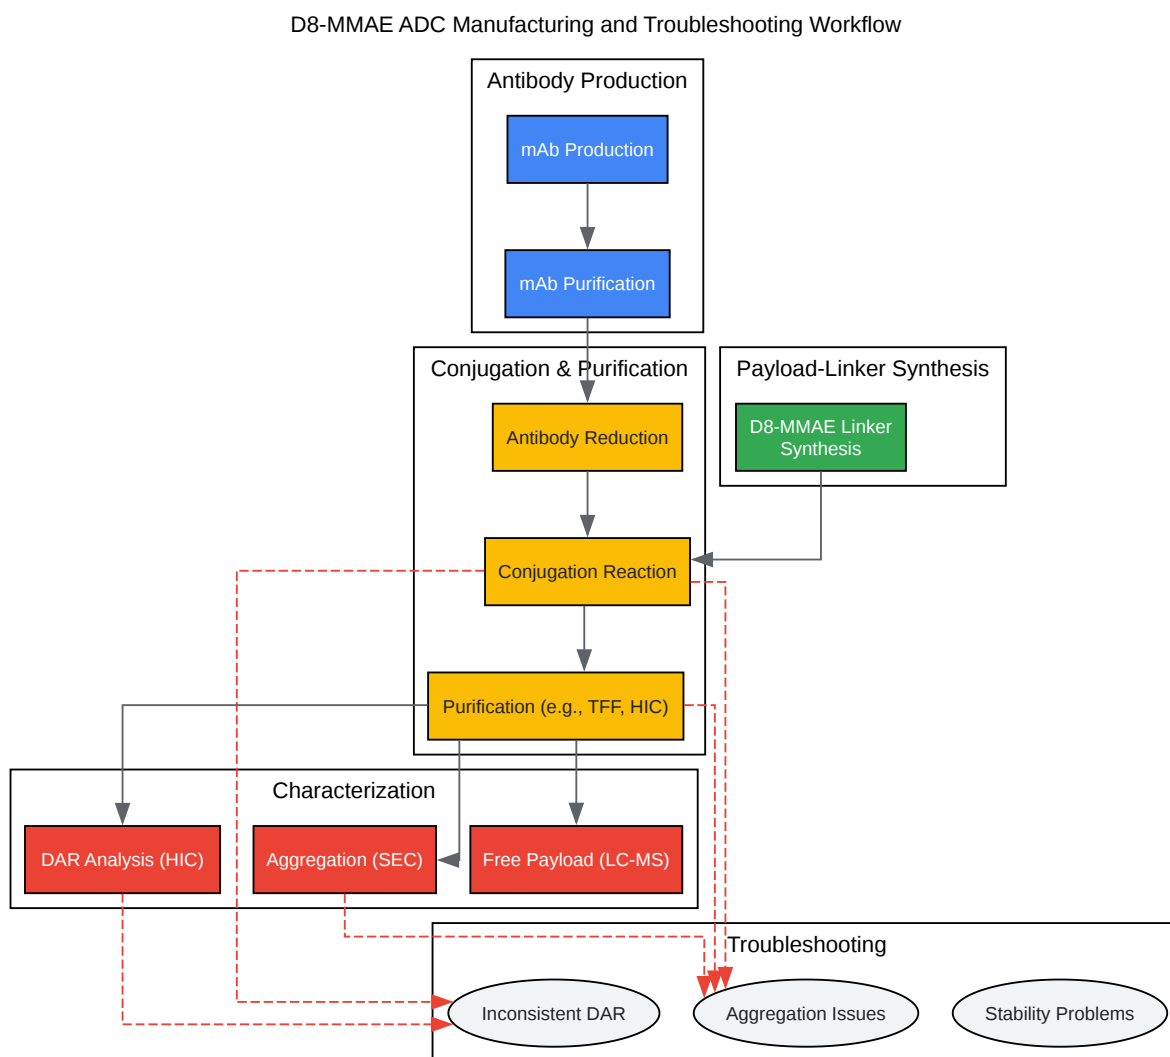 D8-MMAE ADC Manufacturing and Troubleshooting Workflow
Antibody Production
mAb Production
mAb Purification
Conjugation & Purification
Payload-Linker Synthesis
Antibody Reduction
D8-MMAE Linker
Synthesis
Conjugation Reaction
Purification (e.g., TFF, HIC)
Characterization
DAR Analysis (HIC)
Aggregation (SEC)
Free Payload (LC-MS)
Troubleshooting
Inconsistent DAR
Aggregation Issues
Stability Problems